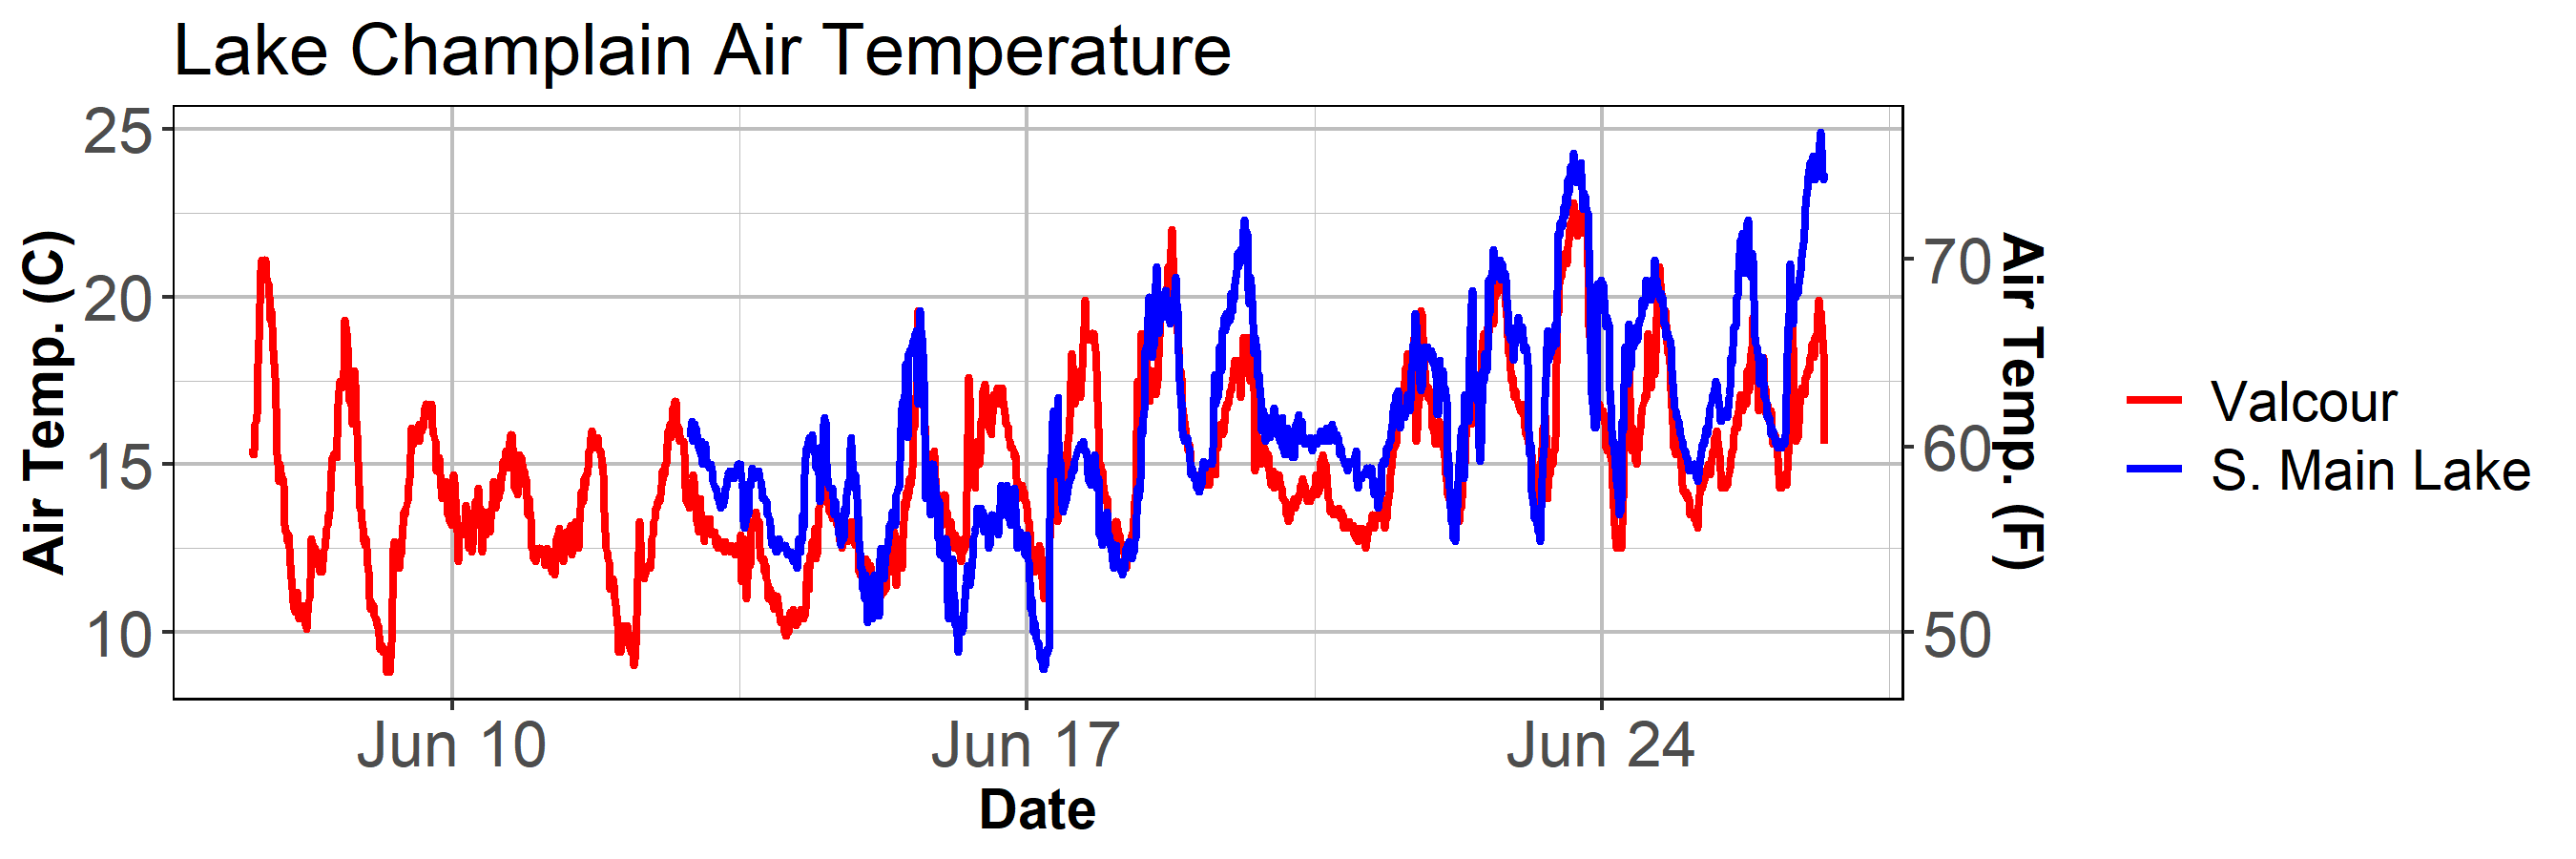 Lake Champlain Air Temperature
Air Temp. (C)
25
20
15
10
70
60
50
Air Temp. (F)
Jun 10
Jun 17
Jun 24
Date
Valcour
S. Main Lake